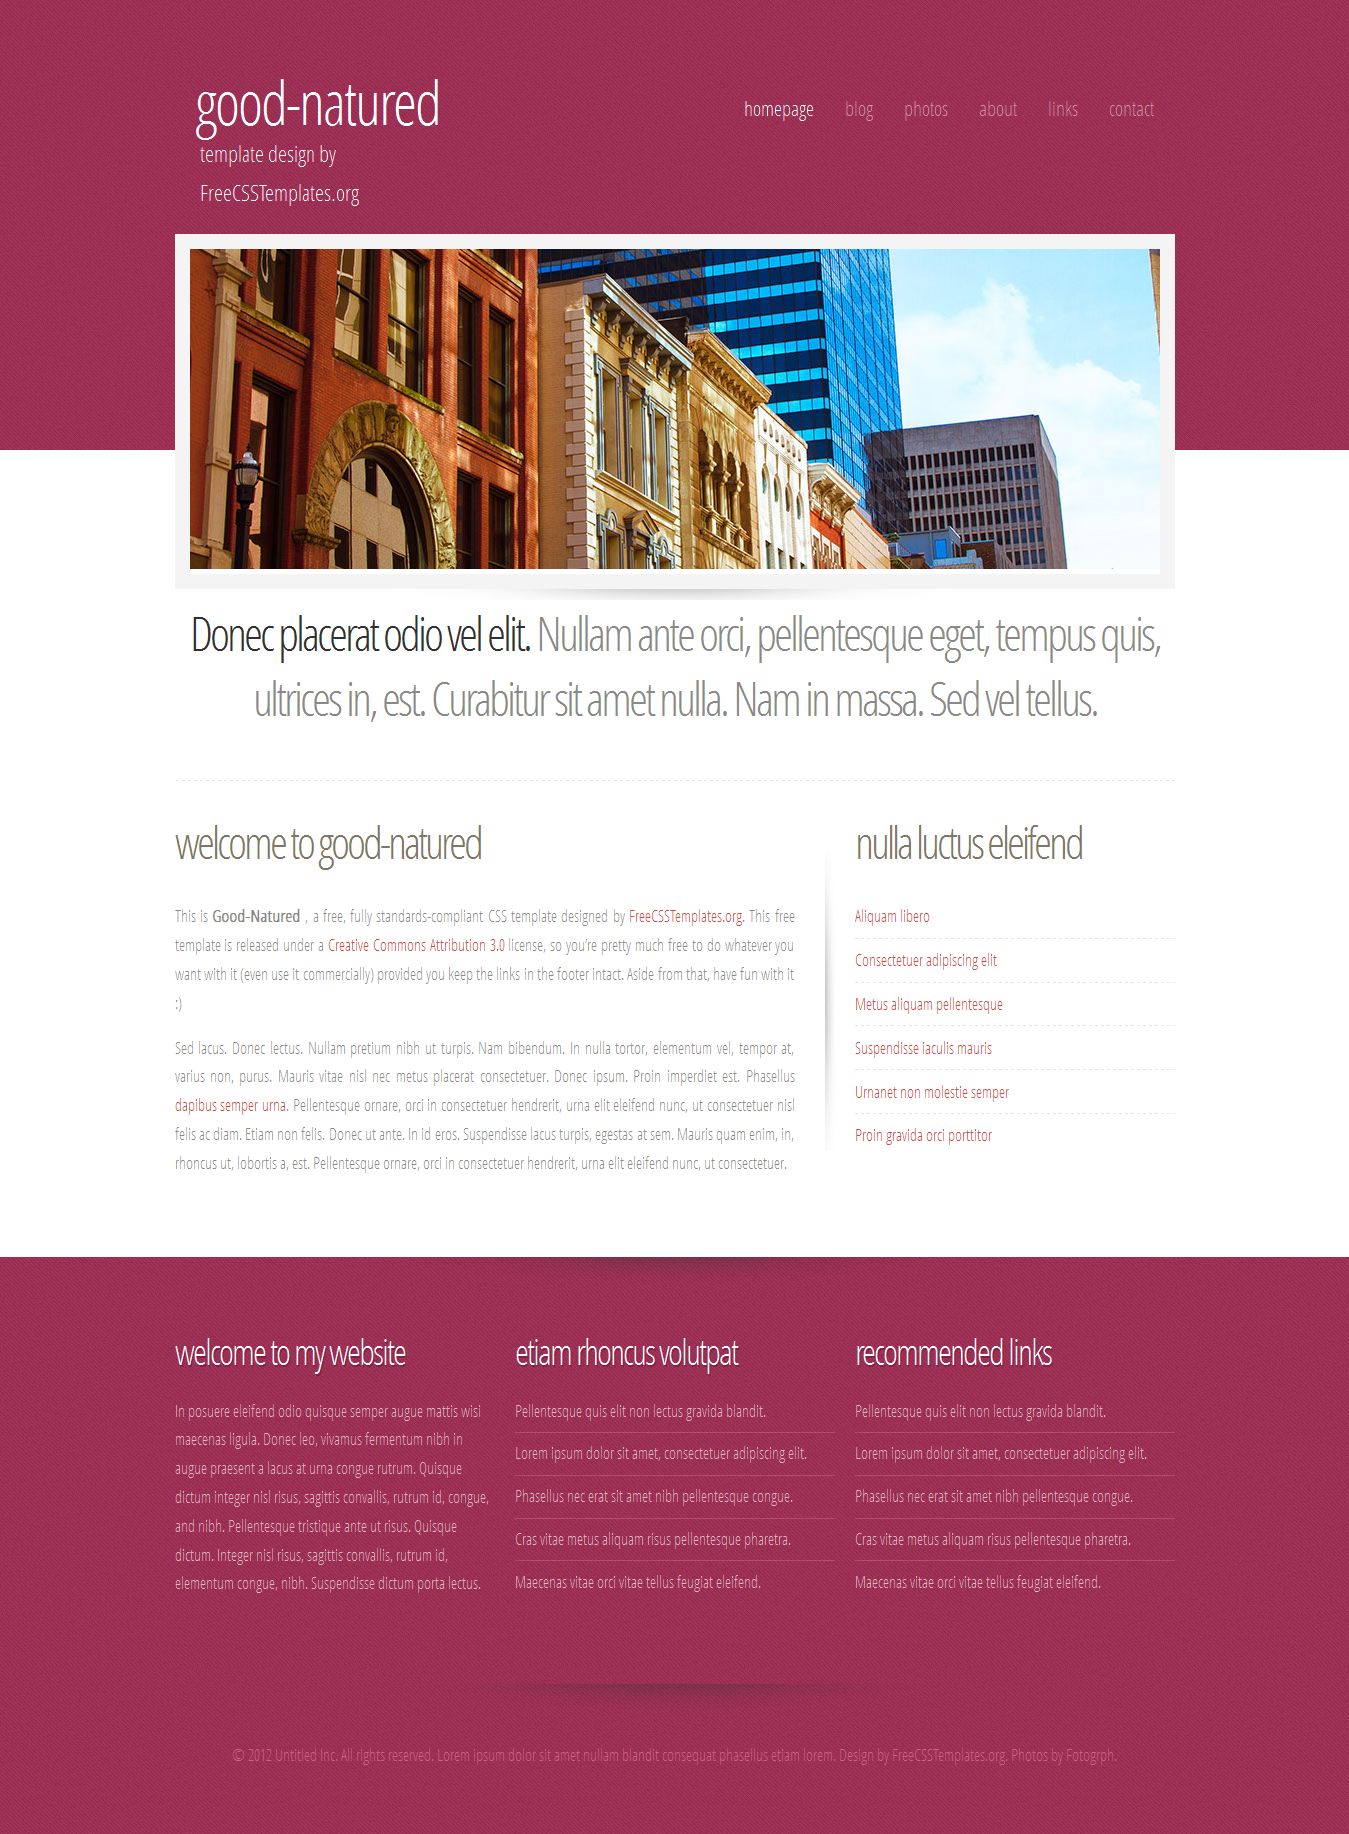 good-natured
template design by
FreeCSSTemplates.org
homepage blog photos about links contact
Donec placerat odio vel elit. Nullam ante orci, pellentesque eget, tempus quis,
ultrices in, est. Curabitur sit amet nulla. Nam in massa. Sed vel tellus.
welcome to good-natured
This is Good-Natured , a free, fully standards-compliant CSS template designed by FreeCSSTemplates.org. This free
template is released under a Creative Commons Attribution 3.0 license, so you're pretty much free to do whatever you
want with it (even use it commercially) provided you keep the links in the footer intact. Aside from that, have fun with it
:)
Sed lacus. Donec lectus. Nullam pretium nibh ut turpis. Nam bibendum. In nulla tortor, elementum vel, tempor at,
varius non, purus. Mauris vitae nisl nec metus placerat consectetuer. Donec ipsum. Proin imperdiet est. Phasellus
dapibus semper urna. Pellentesque ornare, orci in consectetuer hendrerit, urna elit eleifend nunc, ut consectetuer nisl
felis ac diam. Etiam non felis. Donec ut ante. In id eros. Suspendisse lacus turpis, egestas at sem. Mauris quam enim, in,
rhoncus ut, lobortis a, est. Pellentesque ornare, orci in consectetuer hendrerit, urna elit eleifend nunc, ut consectetuer.
nulla luctus eleifend
Aliquam libero
Consectetuer adipiscing elit
Metus aliquam pellentesque
Suspendisse iaculis mauris
Urnanet non molestie semper
Proin gravida orci porttitor
welcome to my website
In posuere eleifend odio quisque semper augue mattis wisi
maecenas ligula. Donec leo, vivamus fermentum nibh in
augue praesent a lacus at urna congue rutrum. Quisque
dictum integer nisl risus, sagittis convallis, rutrum id, congue,
and nibh. Pellentesque tristique ante ut risus. Quisque
dictum. Integer nisl risus, sagittis convallis, rutrum id,
elementum congue, nibh. Suspendisse dictum porta lectus.
etiam rhoncus volutpat
Pellentesque quis elit non lectus gravida blandit.
Lorem ipsum dolor sit amet, consectetuer adipiscing elit.
Phasellus nec erat sit amet nibh pellentesque congue.
Cras vitae metus aliquam risus pellentesque pharetra.
Maecenas vitae orci vitae tellus feugiat eleifend.
recommended links
Pellentesque quis elit non lectus gravida blandit.
Lorem ipsum dolor sit amet, consectetuer adipiscing elit.
Phasellus nec erat sit amet nibh pellentesque congue.
Cras vitae metus aliquam risus pellentesque pharetra.
Maecenas vitae orci vitae tellus feugiat eleifend.
© 2012 Untitled Inc. All rights reserved. Lorem ipsum dolor sit amet nullam blandit consequat phasellus etiam lorem. Design by FreeCSSTemplates.org. Photos by Fotogrph.